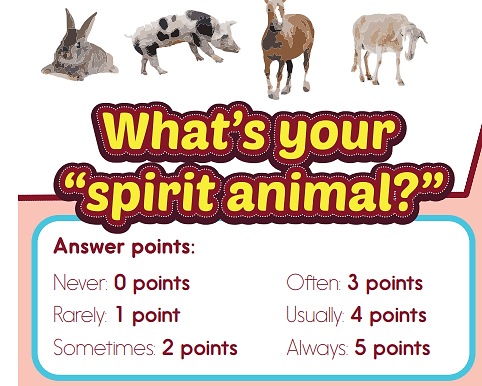 What's your
“spirit animal?”
Answer points:
Never: 0 points Often: 3 points
Rarely: 1 point Usually: 4 points
Sometimes: 2 points Always: 5 points